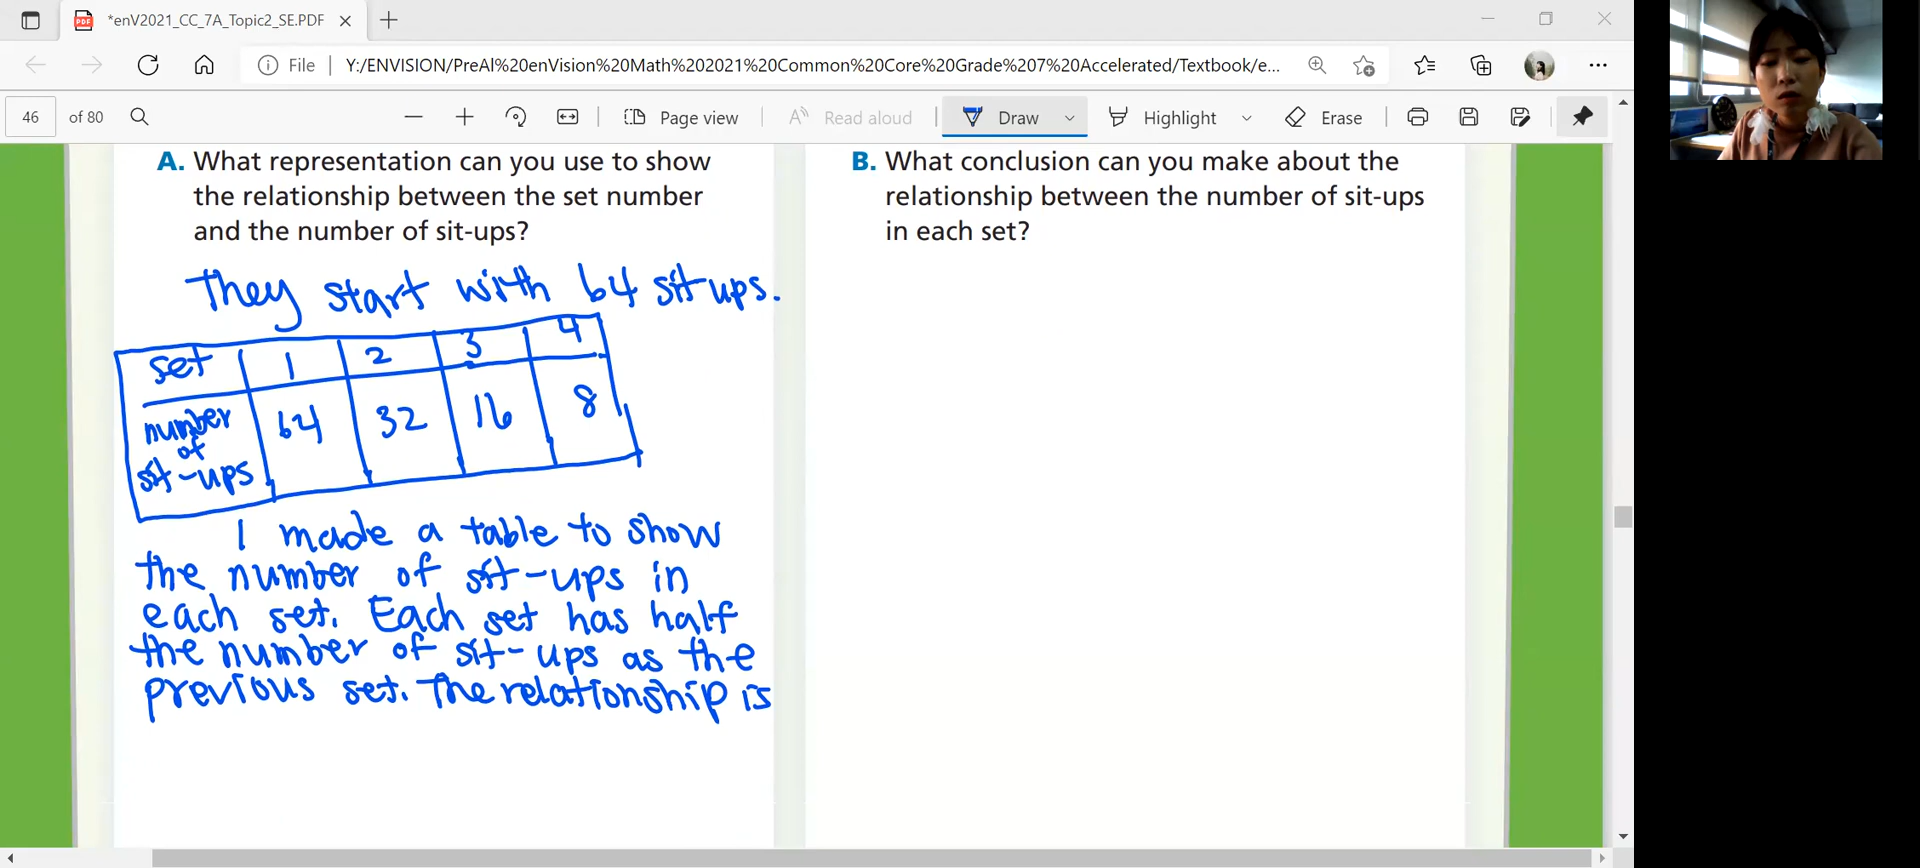 *enV2021_CC_7A_Topic2_SE.PDF
File
Y:/ENVISION/PreAl%20enVision%20Math%202021%20Common%20Core%20Grade%207%20Accelerated/Textbook/e...
46 of 80
Page view
Read aloud
Draw
Highlight
Erase
A. What representation can you use to show
the relationship between the set number
and the number of sit-ups?
They start with 64 sit ups.
set 1 2 3 4
number of sit-ups 64 32 16 8
I made a table to show
the number of sit-ups in
each set. Each set has half
the number of sit-ups as the
previous set. The relationship is
B. What conclusion can you make about the
relationship between the number of sit-ups
in each set?